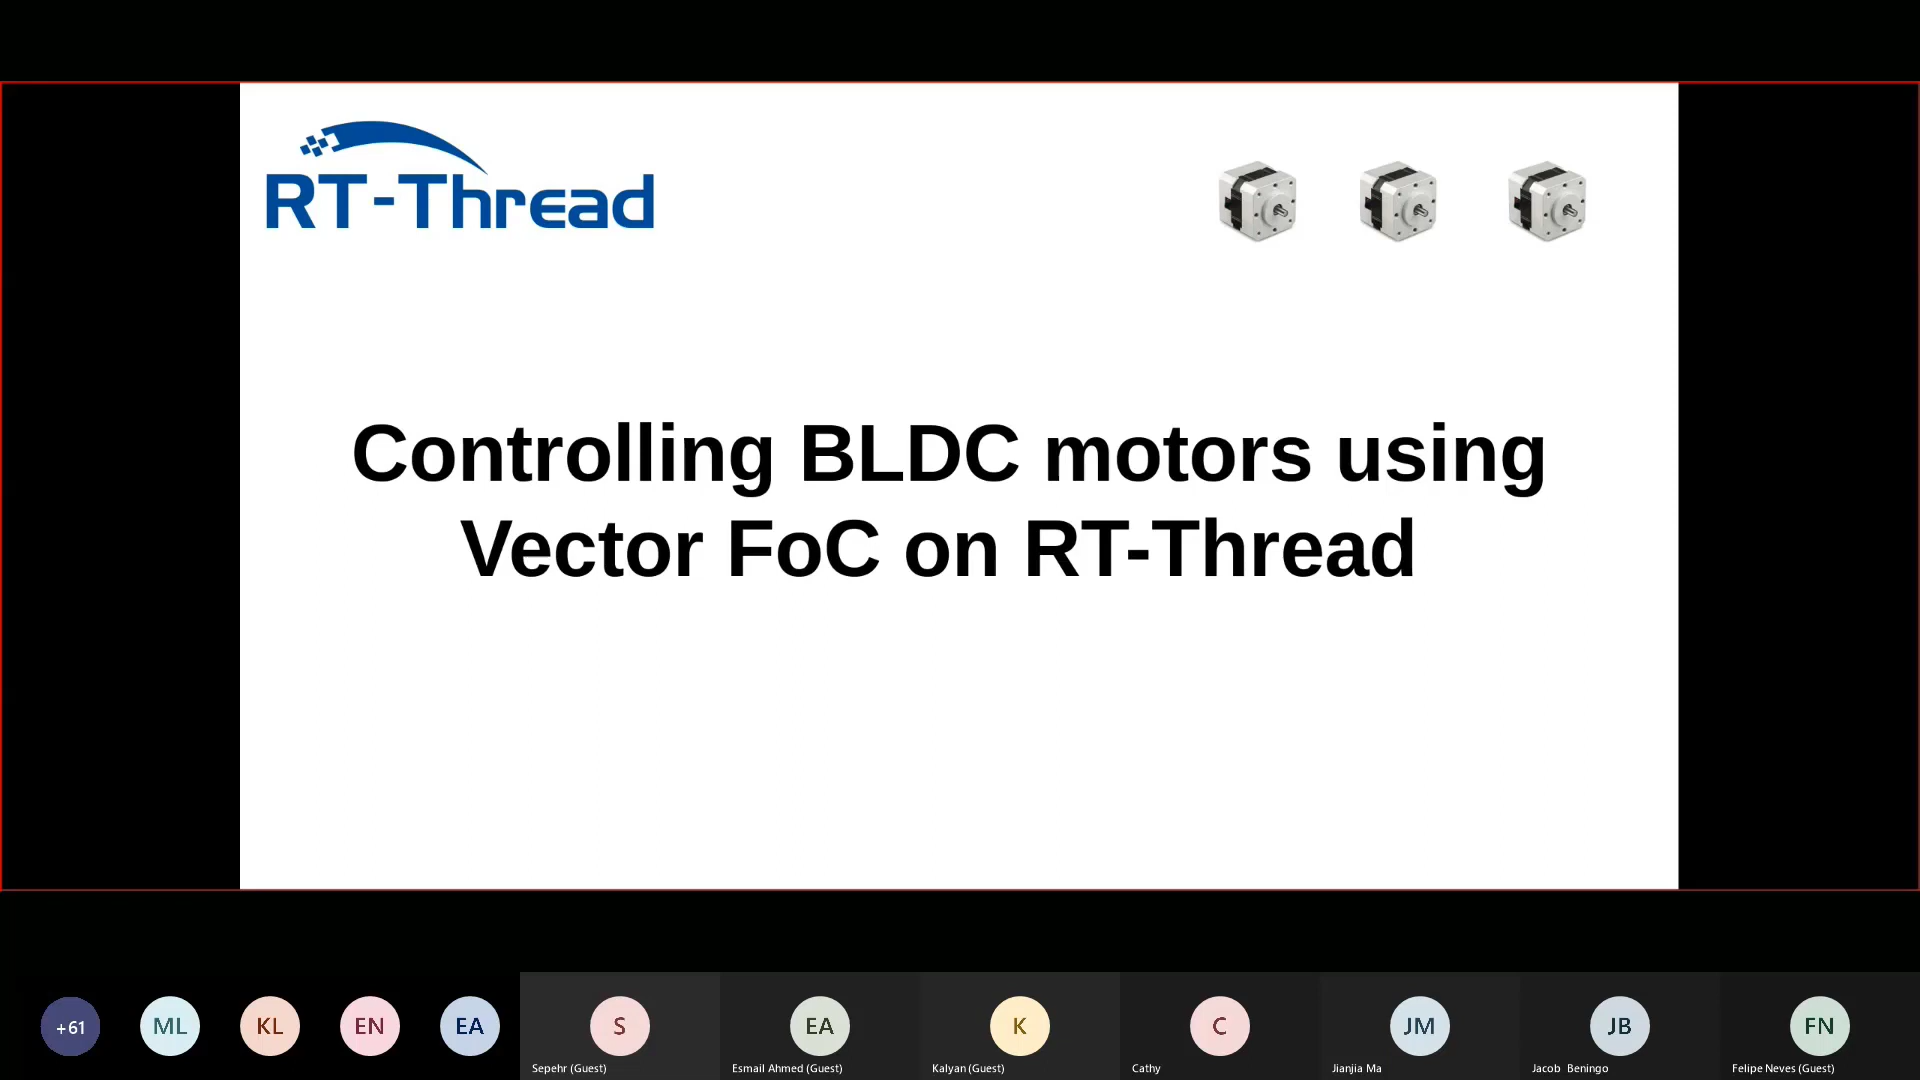 RT-Thread
Controlling BLDC motors using
Vector FoC on RT-Thread
+61
ML
KL
EN
EA
S
EA
K
C
JM
JB
FN
Sepehr (Guest)
Esmail Ahmed (Guest)
Kalyan (Guest)
Cathy
Jianjia Ma
Jacob Beningo
Felipe Neves (Guest)